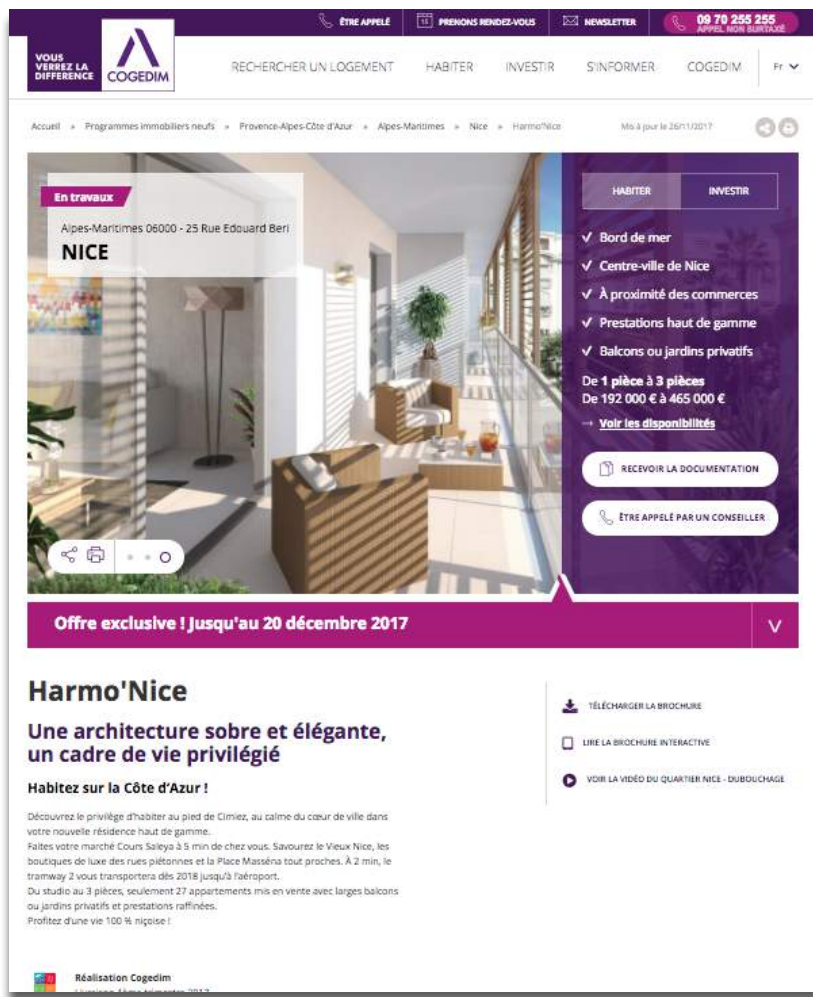 ÊTRE APPELÉ
15
PRENONS RENDEZ-VOUS
NEWSLETTER
09 70 255 255
APPEL NON SURTAXÉ
VOUS
VERREZ LA
DIFFERENCE
COGEDIM
RECHERCHER UN LOGEMENT
HABITER
INVESTIR
S'INFORMER
COGEDIM
Fr
Accueil » Programmes immobiliers neufs » Provence-Alpes-Côte d'Azur » Alpes-Maritimes » Nice » Harmo'Nice
Mis à jour le 26/11/2017
En travaux
Alpes-Maritimes 06000 - 25 Rue Edouard Beri
NICE
HABITER
INVESTIR
✓ Bord de mer
✓ Centre-ville de Nice
✓ À proximité des commerces
✓ Prestations haut de gamme
✓ Balcons ou jardins privatifs
De 1 pièce à 3 pièces
De 192 000 € à 465 000 €
→ Voir les disponibilités
RECEVOIR LA DOCUMENTATION
ÊTRE APPELÉ PAR UN CONSEILLER
Offre exclusive ! Jusqu'au 20 décembre 2017
Harmo'Nice
Une architecture sobre et élégante,
un cadre de vie privilégié
Habitez sur la Côte d'Azur !
Découvrez le privilège d'habiter au pied de Cimiez, au calme du cœur de ville dans
votre nouvelle résidence haut de gamme.
Faites votre marché Cours Saleya à 5 min de chez vous. Savourez le Vieux Nice, les
boutiques de luxe des rues piétonnes et la Place Masséna tout proches. À 2 min, le
tramway 2 vous transportera dès 2018 jusqu'à l'aéroport.
Du studio au 3 pièces, seulement 27 appartements mis en vente avec larges balcons
ou jardins privatifs et prestations raffinées.
Profitez d'une vie 100 % niçoise !
TÉLÉCHARGER LA BROCHURE
LIRE LA BROCHURE INTERACTIVE
VOIR LA VIDÉO DU QUARTIER NICE - DUBOUCHAGE
Réalisation Cogedim
Livraison 4ème trimestre 2017